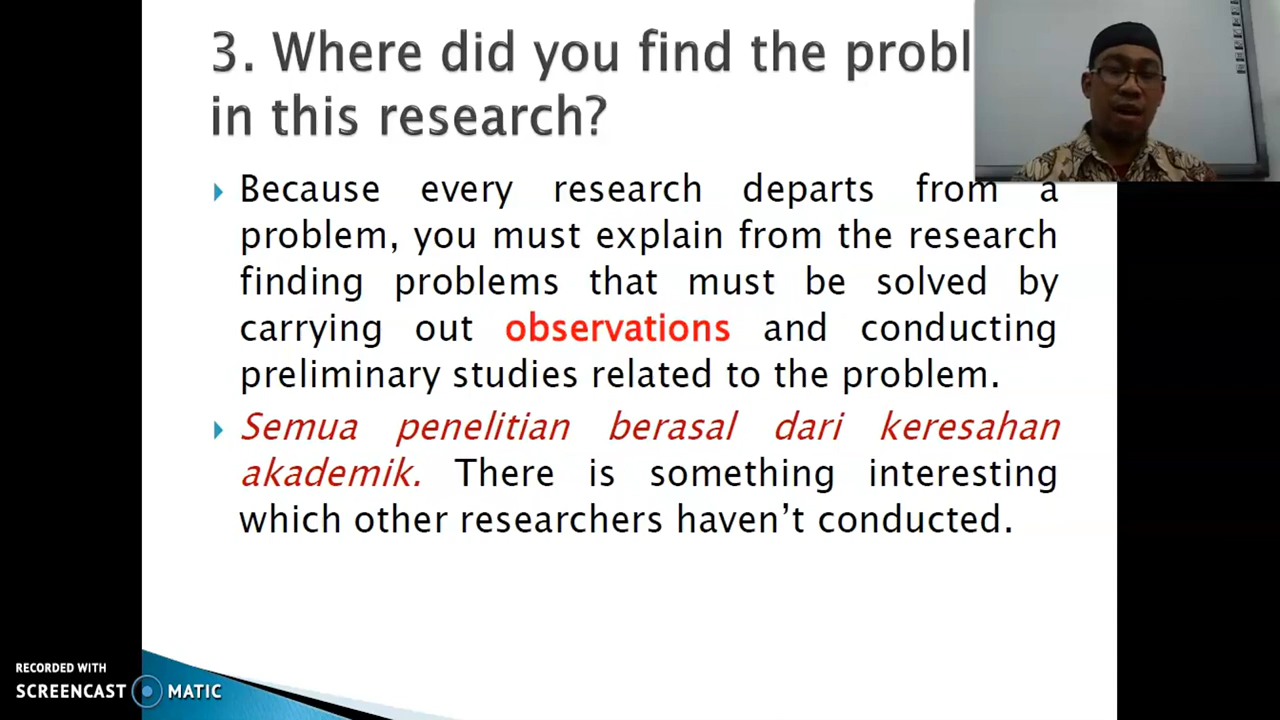 3. Where did you find the probl
in this research?
Because every research departs from a
problem, you must explain from the research
finding problems that must be solved by
carrying out observations and conducting
preliminary studies related to the problem.
Semua penelitian berasal dari keresahan
akademik. There is something interesting
which other researchers haven’t conducted.
RECORDED WITH
SCREENCAST MATIC